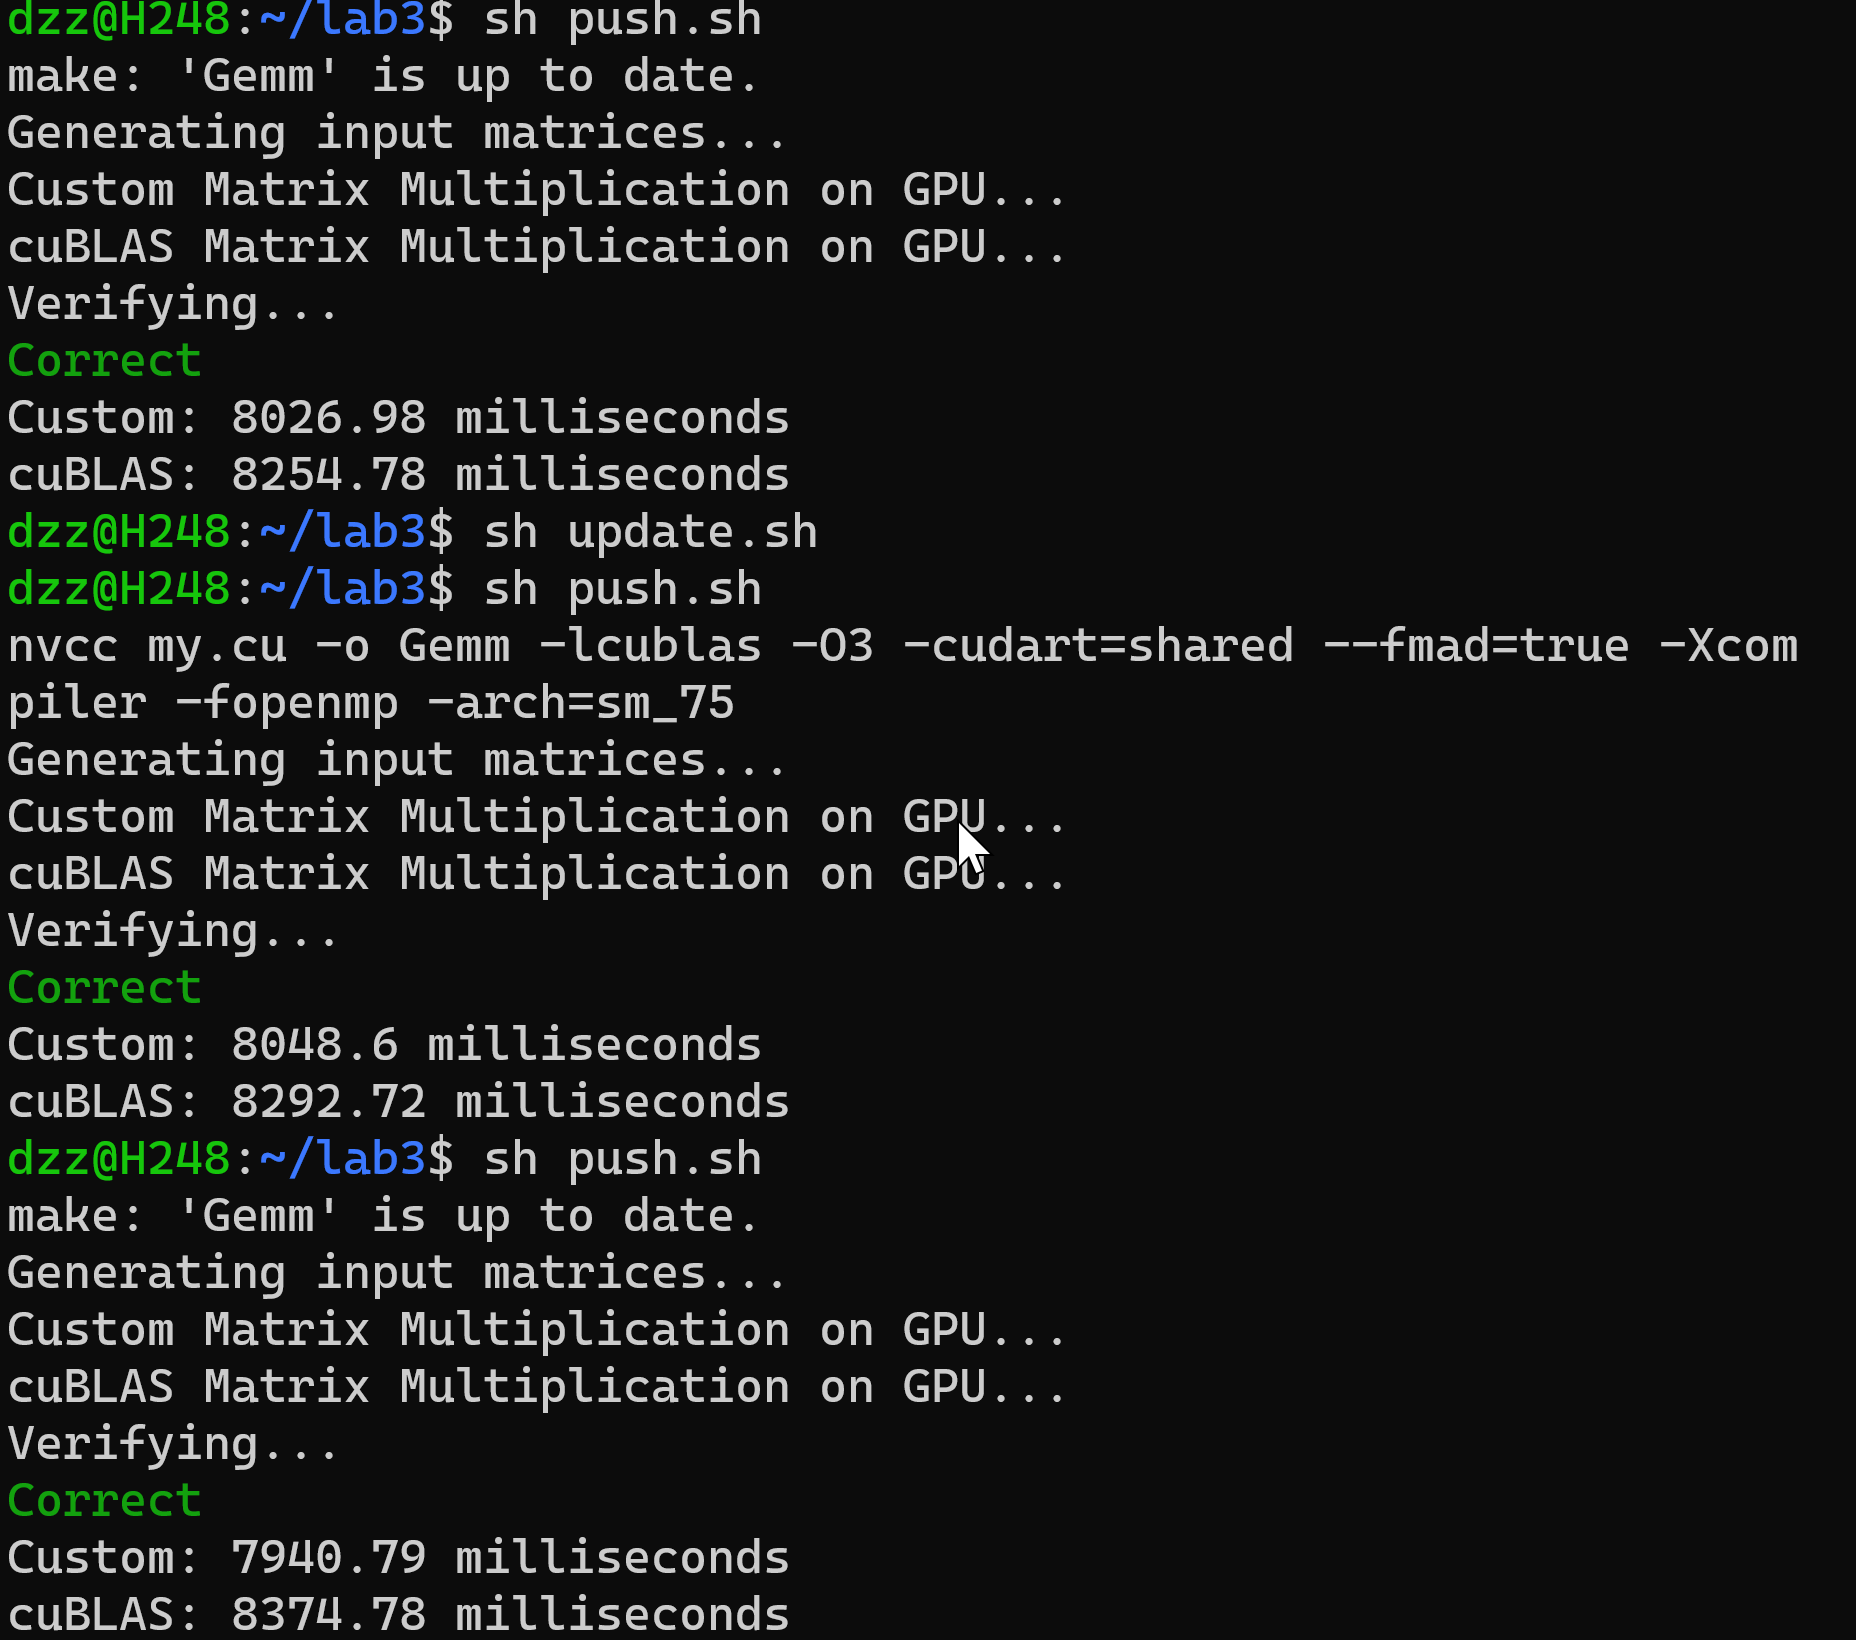 dzz@H248:~/lab3$ sh push.sh
make: 'Gemm' is up to date.
Generating input matrices...
Custom Matrix Multiplication on GPU...
cuBLAS Matrix Multiplication on GPU...
Verifying...
Correct
Custom: 8026.98 milliseconds
cuBLAS: 8254.78 milliseconds
dzz@H248:~/lab3$ sh update.sh
dzz@H248:~/lab3$ sh push.sh
nvcc my.cu -o Gemm -lcublas -O3 -cudart=shared --fmad=true -Xcom
piler -fopenmp -arch=sm_75
Generating input matrices...
Custom Matrix Multiplication on GPU...
cuBLAS Matrix Multiplication on GPU...
Verifying...
Correct
Custom: 8048.6 milliseconds
cuBLAS: 8292.72 milliseconds
dzz@H248:~/lab3$ sh push.sh
make: 'Gemm' is up to date.
Generating input matrices...
Custom Matrix Multiplication on GPU...
cuBLAS Matrix Multiplication on GPU...
Verifying...
Correct
Custom: 7940.79 milliseconds
cuBLAS: 8374.78 milliseconds